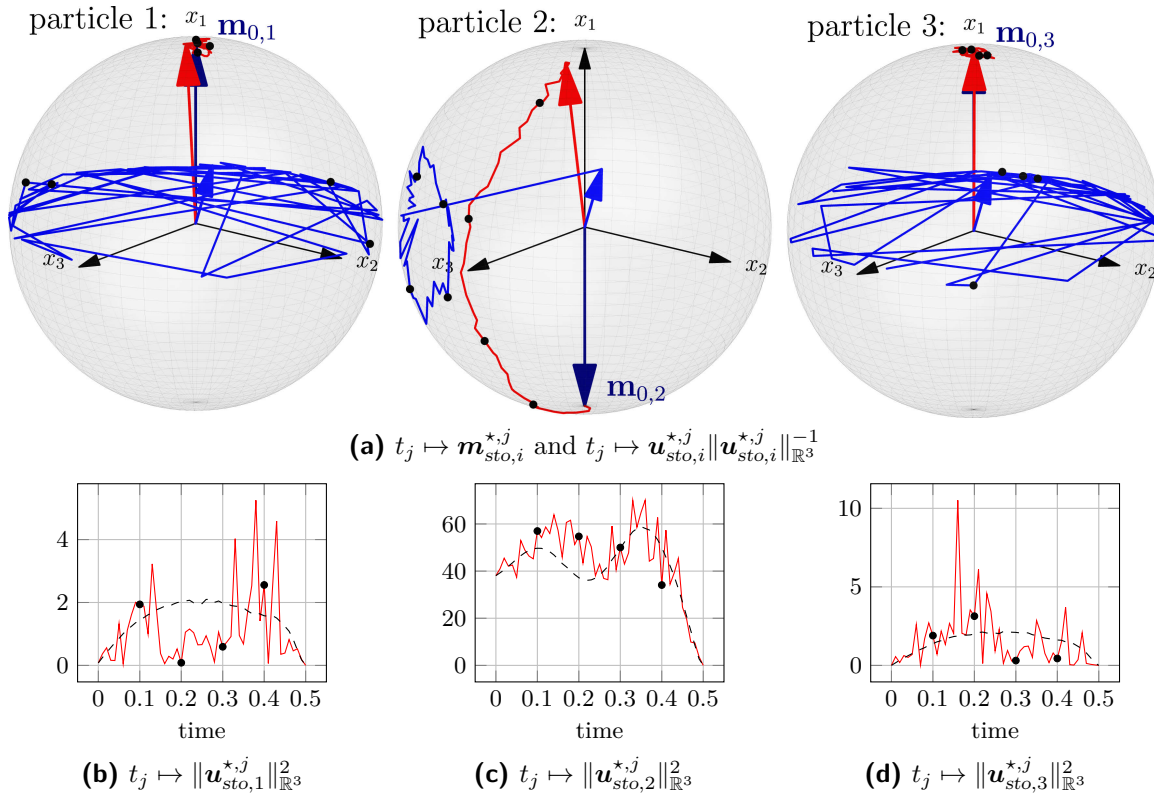 particle 1: x₁ m₀,₁
x₃ x₂
particle 2: x₁
x₃ x₂
m₀,₂
particle 3: x₁ m₀,₃
x₃ x₂
(a) tⱼ ↦ m^{⋆,j}_{sto,i} and tⱼ ↦ u^{⋆,j}_{sto,i}‖u^{⋆,j}_{sto,i}‖^{-1}_{ℝ³}
4
2
0
0 0.1 0.2 0.3 0.4 0.5
time
(b) tⱼ ↦ ‖u^{⋆,j}_{sto,1}‖²_{ℝ³}
60
40
20
0
0 0.1 0.2 0.3 0.4 0.5
time
(c) tⱼ ↦ ‖u^{⋆,j}_{sto,2}‖²_{ℝ³}
10
5
0
0 0.1 0.2 0.3 0.4 0.5
time
(d) tⱼ ↦ ‖u^{⋆,j}_{sto,3}‖²_{ℝ³}